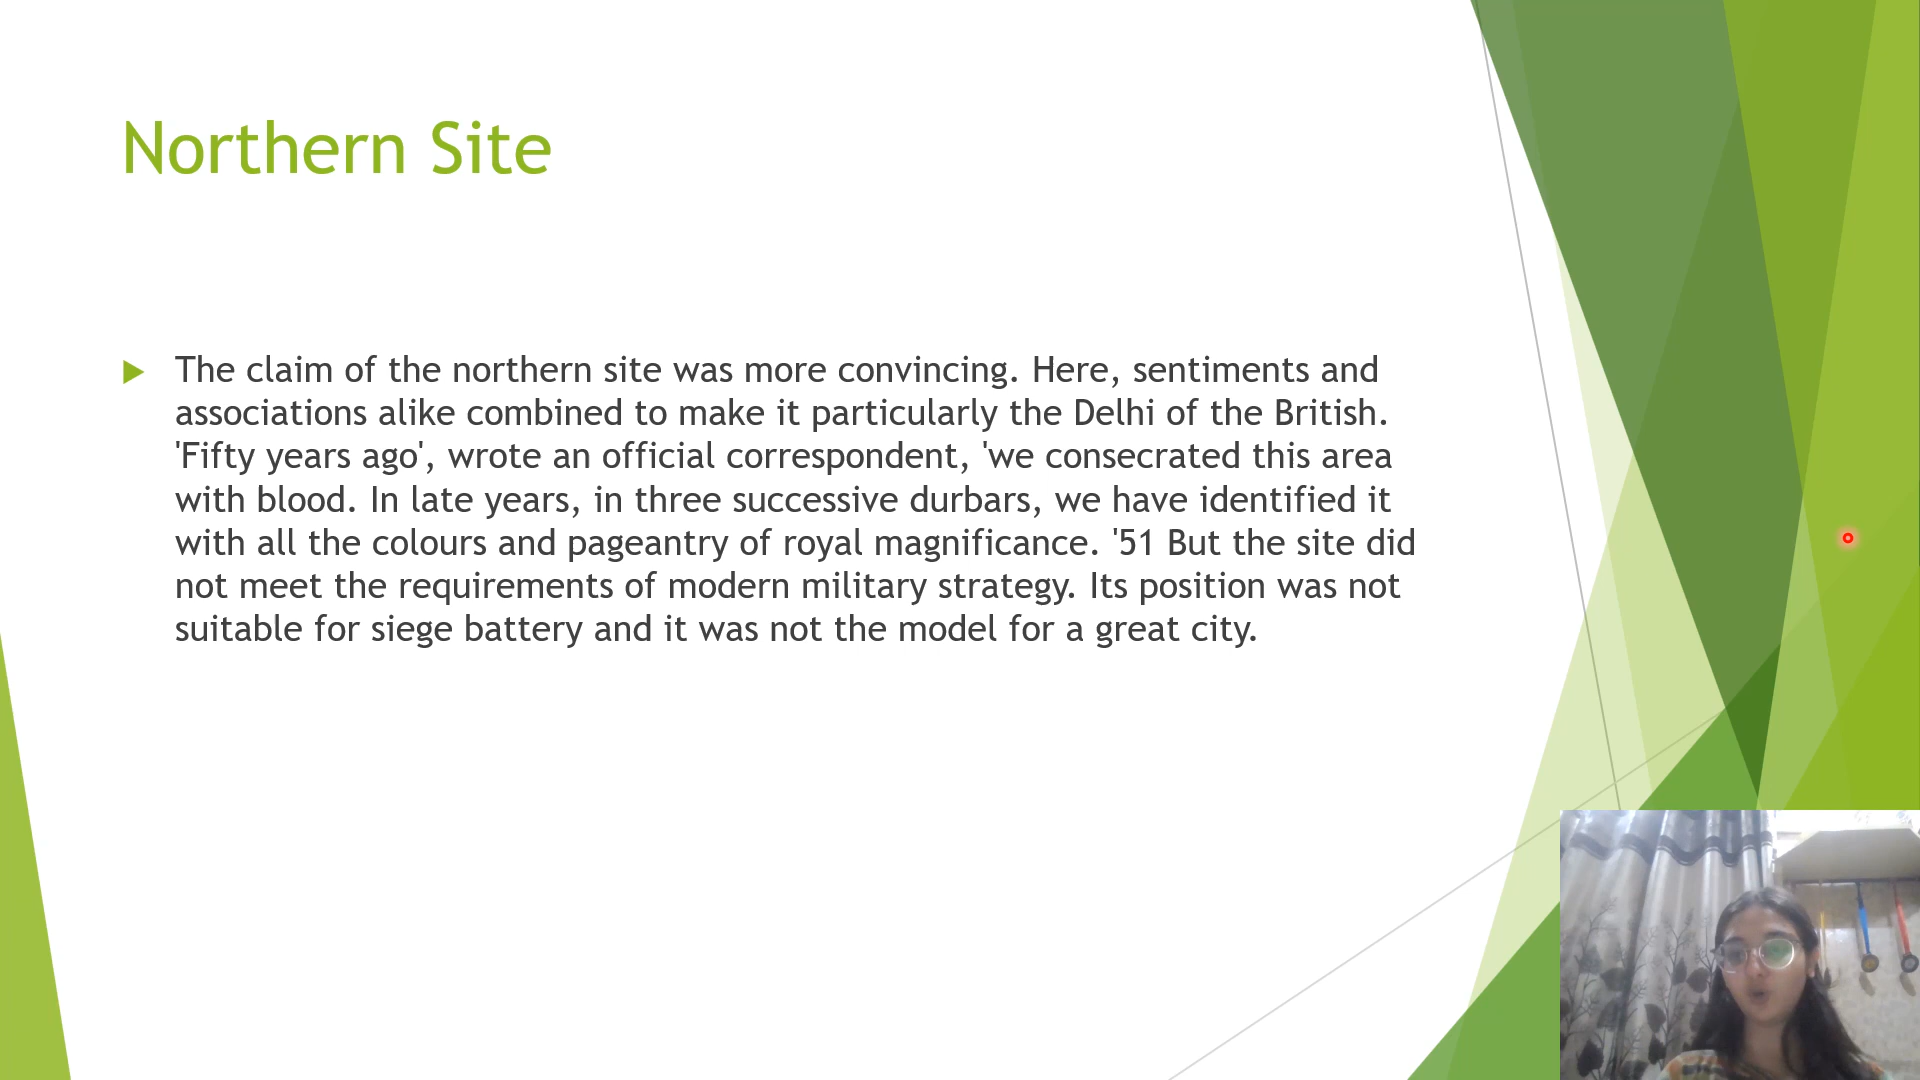 Northern Site
The claim of the northern site was more convincing. Here, sentiments and
associations alike combined to make it particularly the Delhi of the British.
'Fifty years ago', wrote an official correspondent, 'we consecrated this area
with blood. In late years, in three successive durbars, we have identified it
with all the colours and pageantry of royal magnificance. '51 But the site did
not meet the requirements of modern military strategy. Its position was not
suitable for siege battery and it was not the model for a great city.